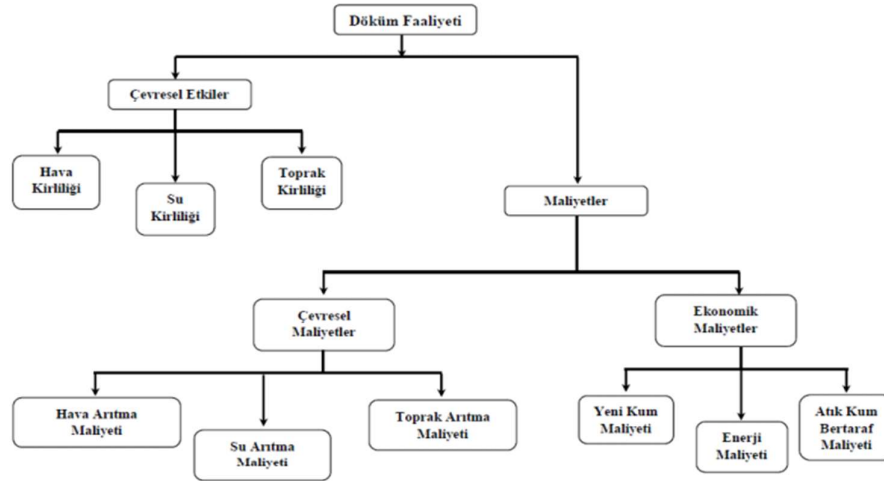 Döküm Faaliyeti
Çevresel Etkiler
Hava
Kirliliği
Su
Kirliliği
Toprak
Kirliliği
Maliyetler
Çevresel
Maliyetler
Ekonomik
Maliyetler
Hava Arıtma
Maliyeti
Su Arıtma
Maliyeti
Toprak Arıtma
Maliyeti
Yeni Kum
Maliyeti
Enerji
Maliyeti
Atık Kum
Bertaraf
Maliyeti